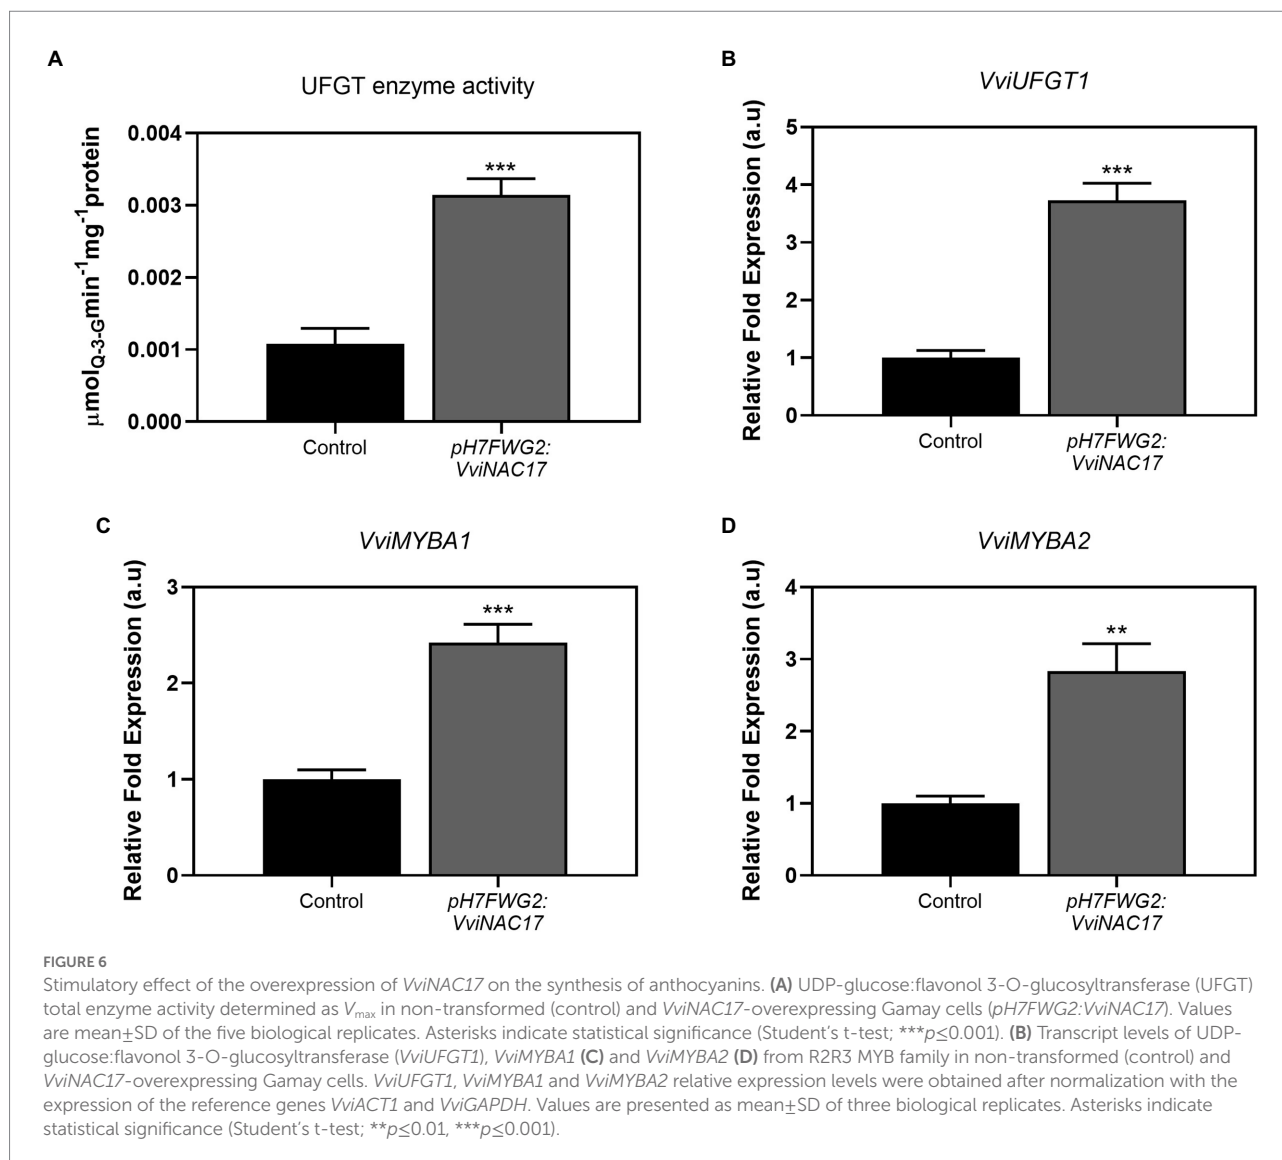 A
UFGT enzyme activity
μmol Q-3-G min⁻¹mg⁻¹protein
0.004
0.003
0.002
0.001
0.000
***
Control
pH7FWG2:
VviNAC17
B
VviUFGT1
Relative Fold Expression (a.u)
5
4
3
2
1
0
***
Control
pH7FWG2:
VviNAC17
C
VviMYBA1
Relative Fold Expression (a.u)
3
2
1
0
***
Control
pH7FWG2:
VviNAC17
D
VviMYBA2
Relative Fold Expression (a.u)
4
3
2
1
0
**
Control
pH7FWG2:
VviNAC17
FIGURE 6
Stimulatory effect of the overexpression of VviNAC17 on the synthesis of anthocyanins. (A) UDP-glucose:flavonol 3-O-glucosyltransferase (UFGT)
total enzyme activity determined as Vmax in non-transformed (control) and VviNAC17-overexpressing Gamay cells (pH7FWG2:VviNAC17). Values
are mean±SD of the five biological replicates. Asterisks indicate statistical significance (Student's t-test; ***p≤0.001). (B) Transcript levels of UDP-
glucose:flavonol 3-O-glucosyltransferase (VviUFGT1), VviMYBA1 (C) and VviMYBA2 (D) from R2R3 MYB family in non-transformed (control) and
VviNAC17-overexpressing Gamay cells. VviUFGT1, VviMYBA1 and VviMYBA2 relative expression levels were obtained after normalization with the
expression of the reference genes VviACT1 and VviGAPDH. Values are presented as mean±SD of three biological replicates. Asterisks indicate
statistical significance (Student's t-test; **p≤0.01, ***p≤0.001).